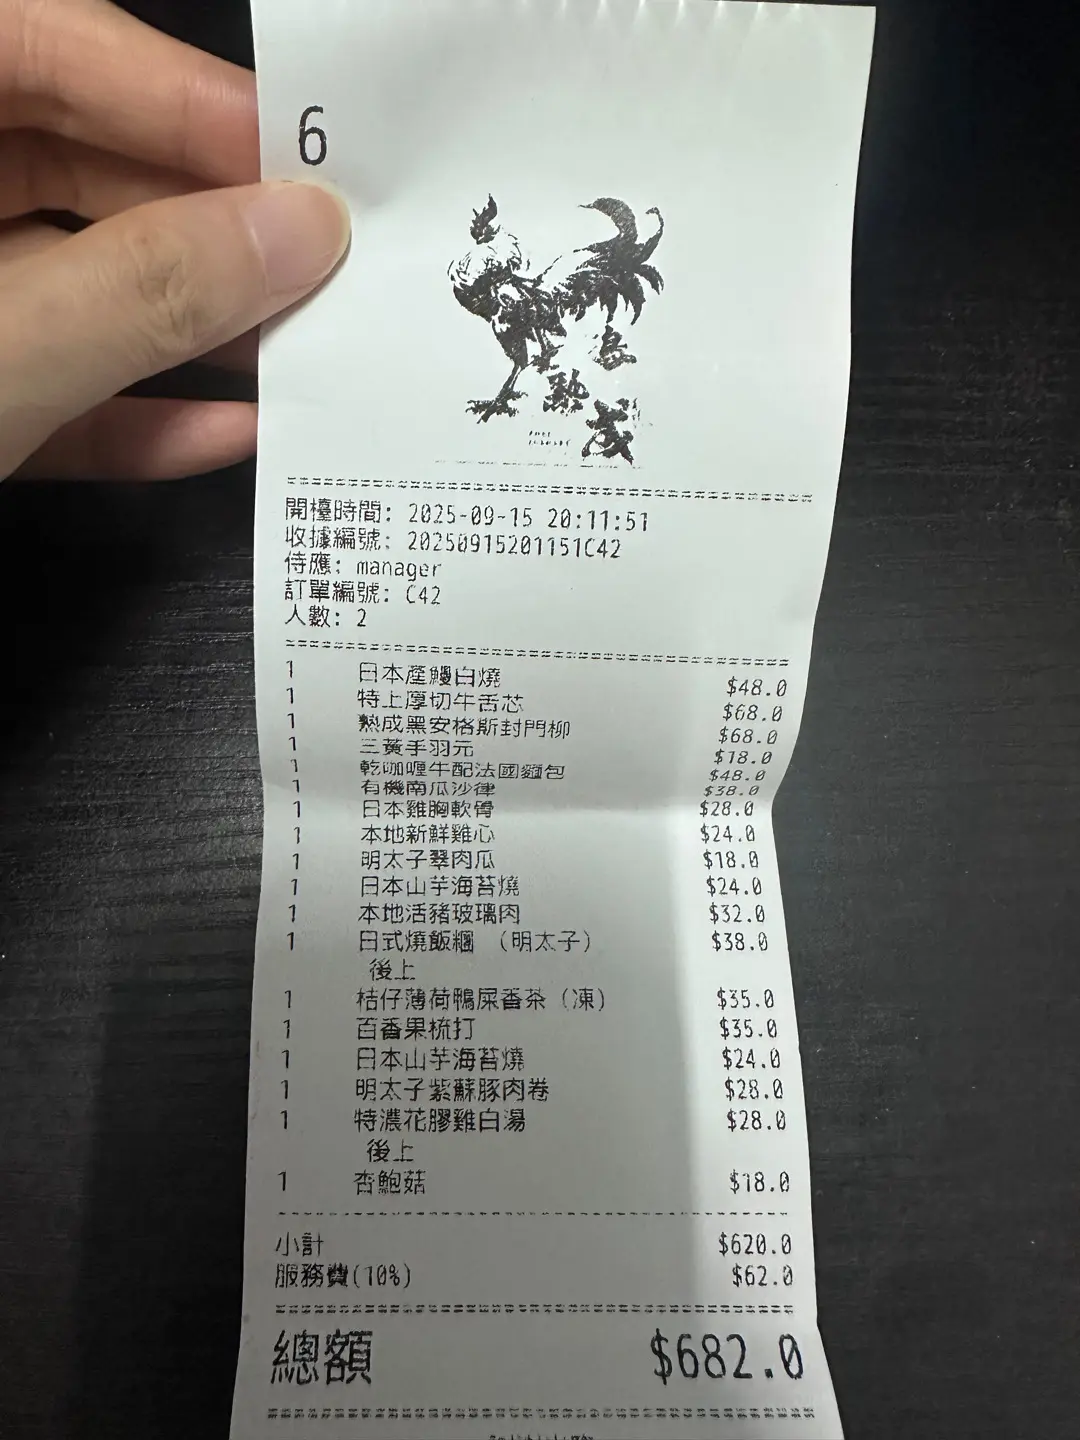 6
熟成
開檯時間: 2025-09-15 20:11:51
收據編號: 20250915201151C42
侍應: manager
訂單編號: C42
人數: 2
1 日本產鰻白燒 $48.0
1 特上厚切牛舌芯 $68.0
1 熟成黑安格斯封門柳 $68.0
1 三黃手羽元 $18.0
1 乾咖喱牛配法國麵包 $48.0
1 有機南瓜沙律 $38.0
1 日本雞胸軟骨 $28.0
1 本地新鮮雞心 $24.0
1 明太子翠肉瓜 $18.0
1 日本山芋海苔燒 $24.0
1 本地活豬玻璃肉 $32.0
1 日式燒飯糰 （明太子） $38.0
後上
1 桔仔薄荷鴨屎香茶（凍） $35.0
1 百香果梳打 $35.0
1 日本山芋海苔燒 $24.0
1 明太子紫蘇豚肉卷 $28.0
1 特濃花膠雞白湯 $28.0
後上
1 杏鮑菇 $18.0
小計 $620.0
服務費(10%) $62.0
總額 $682.0